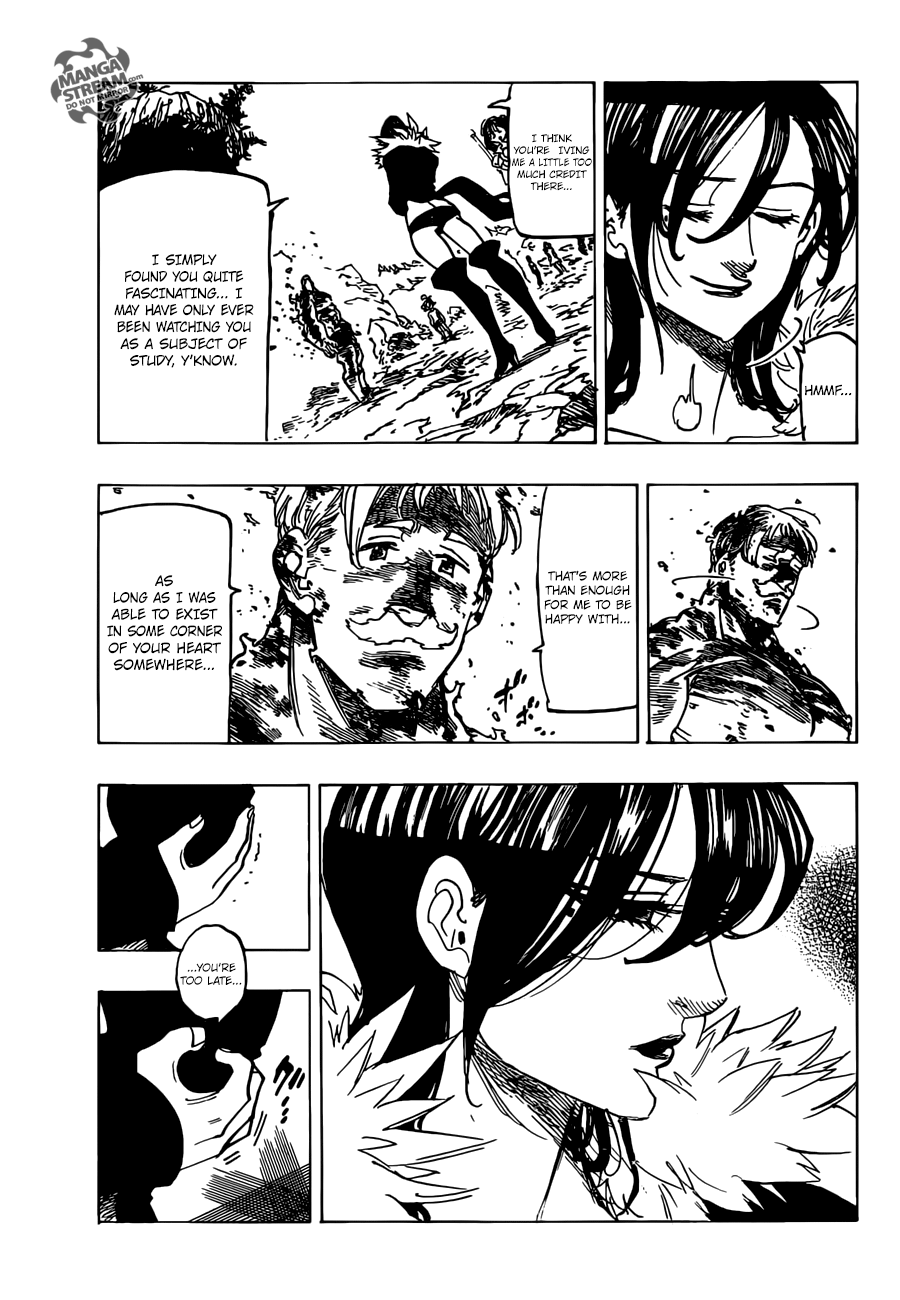 MANGA
STREAM.com
DO NOT MIRROR
HMMF...
I THINK
YOU'RE IVING
ME A LITTLE TOO
MUCH CREDIT
THERE...
I SIMPLY
FOUND YOU QUITE
FASCINATING... I
MAY HAVE ONLY EVER
BEEN WATCHING YOU
AS A SUBJECT OF
STUDY, Y'KNOW.
THAT'S MORE
THAN ENOUGH
FOR ME TO BE
HAPPY WITH...
AS
LONG AS I WAS
ABLE TO EXIST
IN SOME CORNER
OF YOUR HEART
SOMEWHERE...
...YOU'RE
TOO LATE...